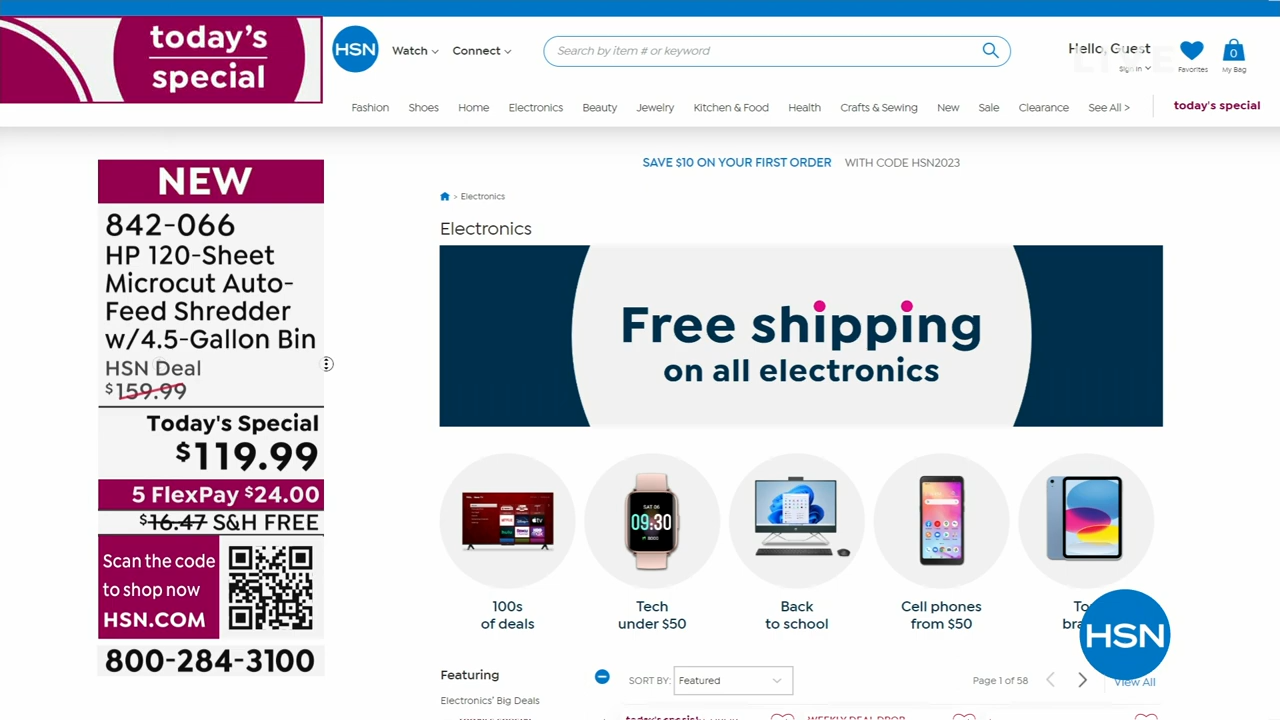 today's
special
HSN
Watch
Connect
Search by item # or keyword
Hello, Guest
Sign In
Favorites
0
My Bag
LIVE
Fashion
Shoes
Home
Electronics
Beauty
Jewelry
Kitchen & Food
Health
Crafts & Sewing
New
Sale
Clearance
See All >
today's special
SAVE $10 ON YOUR FIRST ORDER WITH CODE HSN2023
> Electronics
Electronics
Free shipping
on all electronics
NEW
842-066
HP 120-Sheet
Microcut Auto-
Feed Shredder
w/4.5-Gallon Bin
HSN Deal
$159.99
Today's Special
$119.99
5 FlexPay $24.00
$16.47 S&H FREE
Scan the code
to shop now
HSN.COM
800-284-3100
SAT 06
09:30
100s
of deals
Tech
under $50
Back
to school
Cell phones
from $50
HSN
Featuring
Electronics' Big Deals
SORT BY: Featured
Page 1 of 58
View All
today's special
WEEKLY DEAL DROP